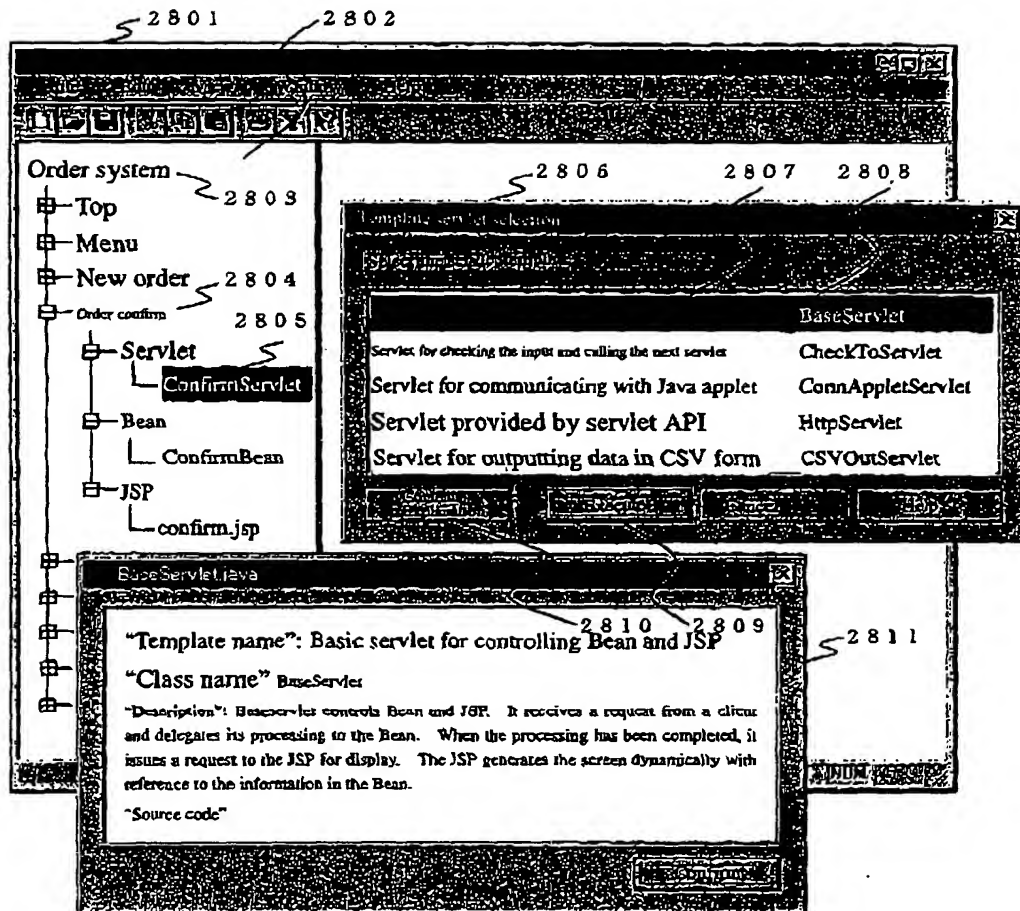 2801
2802
Order system
2803
Top
Menu
New order
2804
Order confirm
2805
Servlet
ConfirmServlet
Bean
ConfirmBean
JSP
confirm.jsp
2806
2807
2808
Template servlet selection
BaseServlet
Servlet for checking the input and calling the next servlet
CheckToServlet
Servlet for communicating with Java applet
ConnAppletServlet
Servlet provided by servlet API
HttpServlet
Servlet for outputting data in CSV form
CSVOutServlet
BaseServlet.java
2810
2809
2811
"Template name": Basic servlet for controlling Bean and JSP
"Class name" BaseServlet
"Description": Baseservlet controls Bean and JSP. It receives a request from a client
and delegates its processing to the Bean. When the processing has been completed, it
issues a request to the JSP for display. The JSP generates the screen dynamically with
reference to the information in the Bean.
"Source code"
NUM